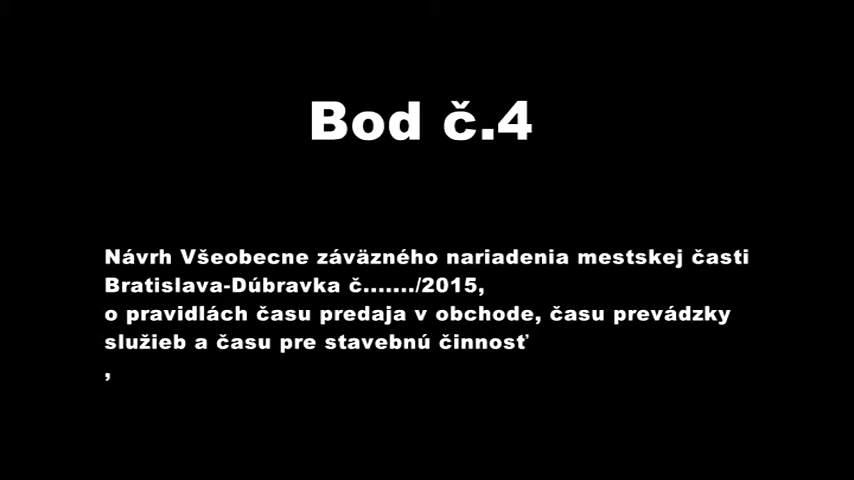 Bod č.4
Návrh Všeobecne záväzného nariadenia mestskej časti
Bratislava-Dúbravka č......./2015,
o pravidlách času predaja v obchode, času prevádzky
služieb a času pre stavebnú činnosť
,